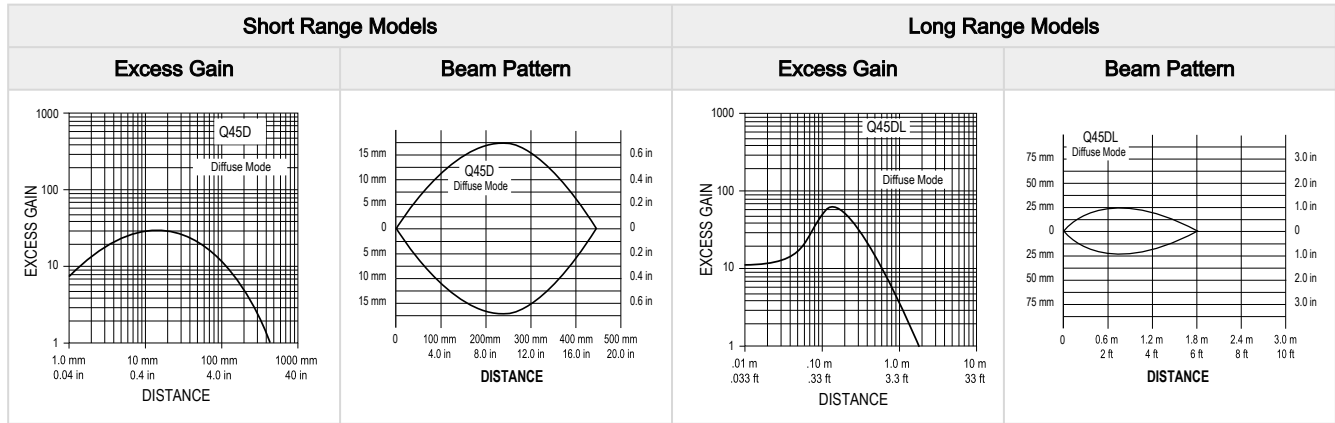 Short Range Models
Long Range Models
Excess Gain
Beam Pattern
Excess Gain
Beam Pattern
1000
100
10
1
EXCESS GAIN
Q45D
Diffuse Mode
1.0 mm 10 mm 100 mm 1000 mm
0.04 in 0.4 in 4.0 in 40 in
DISTANCE
15 mm
10 mm
5 mm
0
5 mm
10 mm
15 mm
Q45D
Diffuse Mode
0.6 in
0.4 in
0.2 in
0
0.2 in
0.4 in
0.6 in
0 100 mm 200mm 300 mm 400 mm 500 mm
4.0 in 8.0 in 12.0 in 16.0 in 20.0 in
DISTANCE
1000
100
10
1
EXCESS GAIN
Q45DL
Diffuse Mode
.01 m .10 m 1.0 m 10 m
.033 ft .33 ft 3.3 ft 33 ft
DISTANCE
75 mm
50 mm
25 mm
0
25 mm
50 mm
75 mm
Q45DL
Diffuse Mode
3.0 in
2.0 in
1.0 in
0
1.0 in
2.0 in
3.0 in
0 0.6 m 1.2 m 1.8 m 2.4 m 3.0 m
2 ft 4 ft 6 ft 8 ft 10 ft
DISTANCE